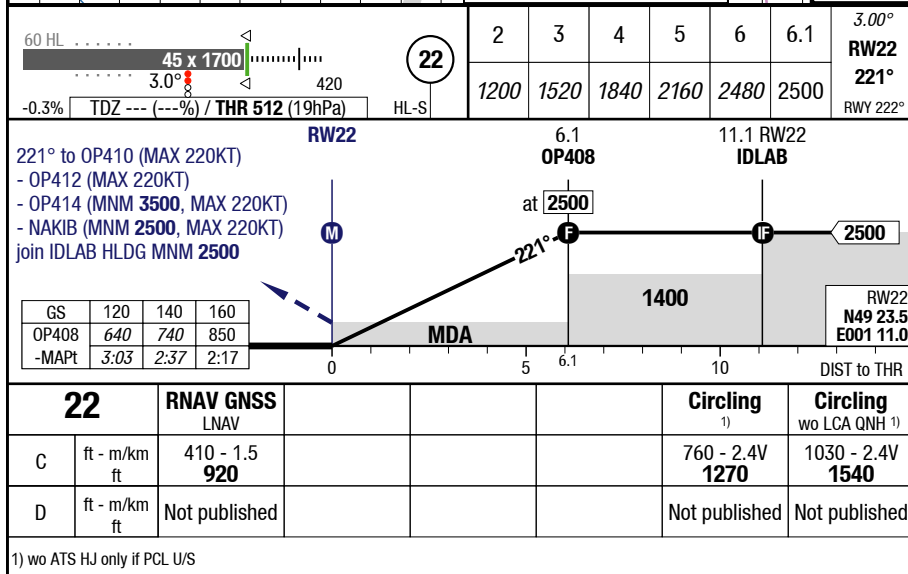 60 HL
45 x 1700
3.0°
420
-0.3% TDZ --- (---%) / THR 512 (19hPa) HL-S
22
2 3 4 5 6 6.1
1200 1520 1840 2160 2480 2500
3.00°
RW22
221°
RWY 222°
RW22
6.1
OP408
11.1 RW22
IDLAB
221° to OP410 (MAX 220KT)
- OP412 (MAX 220KT)
- OP414 (MNM 3500, MAX 220KT)
- NAKIB (MNM 2500, MAX 220KT)
join IDLAB HLDG MNM 2500
at 2500
M
F
IF
2500
221°
1400
MDA
RW22
N49 23.5
E001 11.0
GS 120 140 160
OP408 640 740 850
-MAPt 3:03 2:37 2:17
0 5 6.1 10 DIST to THR
22 RNAV GNSS Circling Circling
LNAV 1) wo LCA QNH 1)
C ft - m/km 410 - 1.5 760 - 2.4V 1030 - 2.4V
ft 920 1270 1540
D ft - m/km Not published Not published Not published
ft
1) wo ATS HJ only if PCL U/S